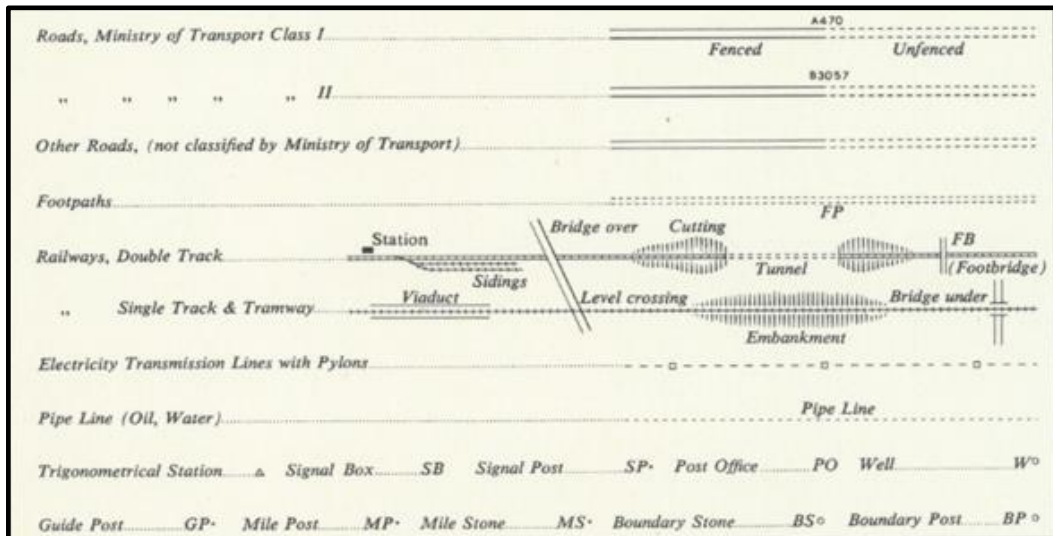 A470
Roads, Ministry of Transport Class I
Fenced Unfenced
B3057
„ „ „ „ „ II
Other Roads, (not classified by Ministry of Transport)
Footpaths
FP
Bridge over Cutting
Station FB
Railways, Double Track
Sidings Tunnel (Footbridge)
Viaduct Level crossing Bridge under
„ Single Track & Tramway
Embankment
Electricity Transmission Lines with Pylons
Pipe Line
Pipe Line (Oil, Water)
Trigonometrical Station Signal Box SB Signal Post SP Post Office PO Well W
Guide Post GP Mile Post MP Mile Stone MS Boundary Stone BS Boundary Post BP